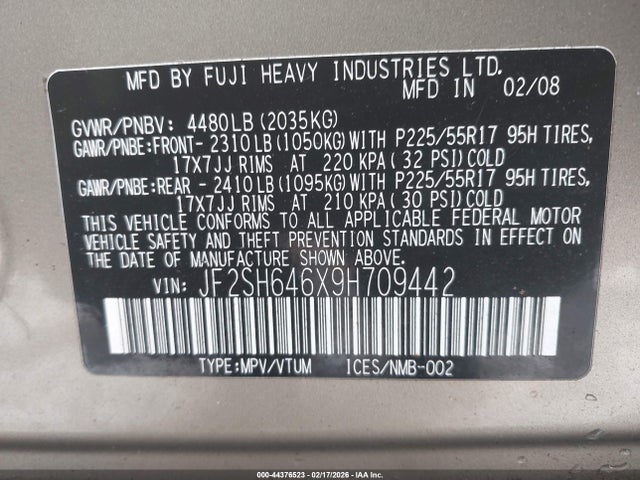 MFD BY FUJI HEAVY INDUSTRIES LTD.
MFD IN 02/08
GVWR/PNBV: 4480LB (2035KG)
GAWR/PNBE:FRONT- 2310LB(1050KG)WITH P225/55R17 95H TIRES,
17X7JJ RIMS AT 220 KPA(32 PSI)COLD
GAWR/PNBE:REAR - 2410LB(1095KG)WITH P225/55R17 95H TIRES,
17X7JJ RIMS AT 210 KPA(30 PSI)COLD
THIS VEHICLE CONFORMS TO ALL APPLICABLE FEDERAL MOTOR
VEHICLE SAFETY AND THEFT PREVENTION STANDARDS IN EFFECT
ON THE DATE OF MANUFACTURE SHOWN ABOVE.
VIN: JF2SH646X9H709442
TYPE:MPV/VTUM ICES/NMB-002
000-44376523 - 02/17/2026 - IAA Inc.